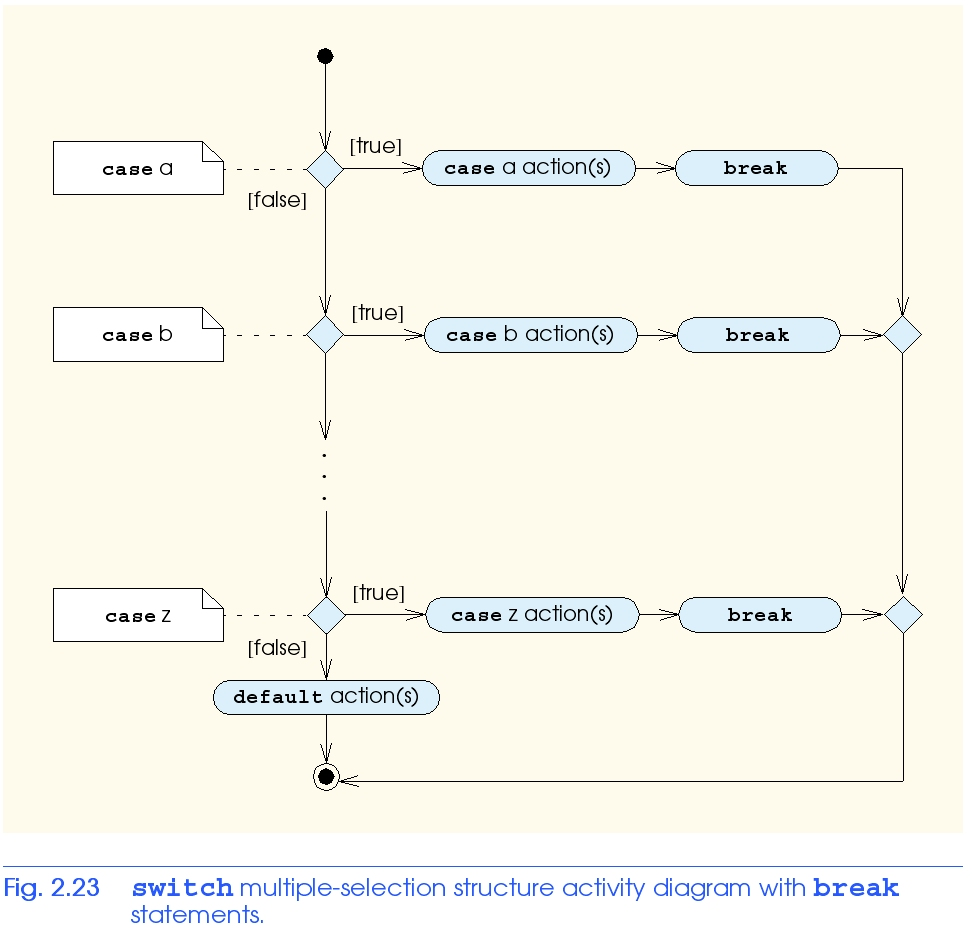 [true]
case a
case a action(s)
break
[false]
[true]
case b
case b action(s)
break
.
.
.
[true]
case z
case z action(s)
break
[false]
default action(s)
Fig. 2.23 switch multiple-selection structure activity diagram with break
statements.